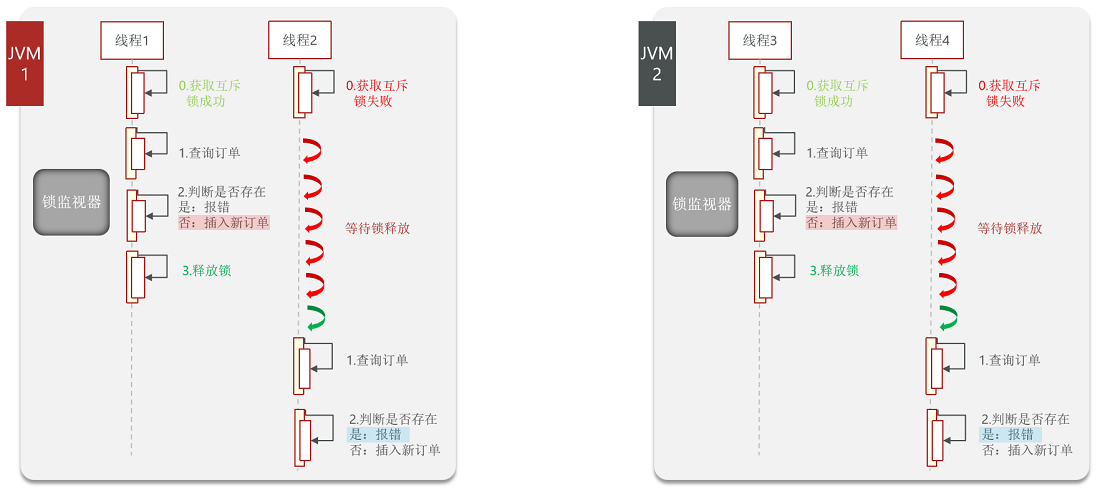 JVM
1
线程1
线程2
0.获取互斥
锁成功
0.获取互斥
锁失败
1.查询订单
锁监视器
2.判断是否存在
是：报错
否：插入新订单
等待锁释放
3.释放锁
1.查询订单
2.判断是否存在
是：报错
否：插入新订单
JVM
2
线程3
线程4
0.获取互斥
锁成功
0.获取互斥
锁失败
1.查询订单
锁监视器
2.判断是否存在
是：报错
否：插入新订单
等待锁释放
3.释放锁
1.查询订单
2.判断是否存在
是：报错
否：插入新订单